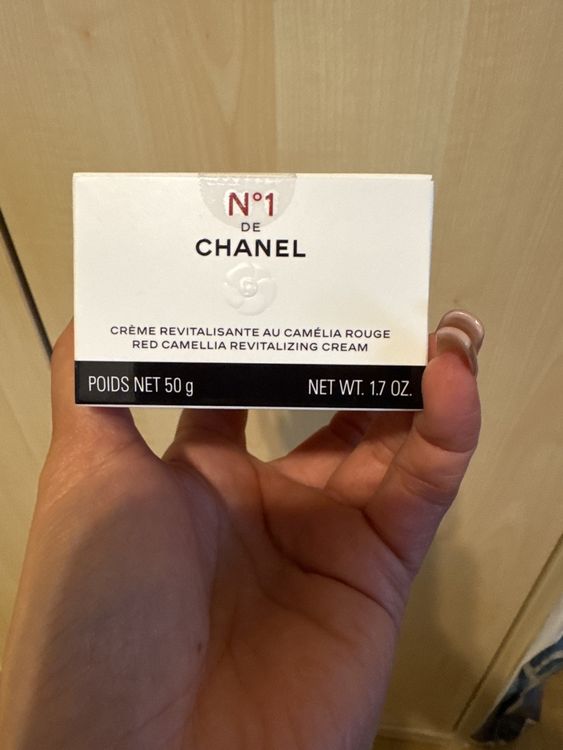 N°1
DE
CHANEL
CRÈME REVITALISANTE AU CAMÉLIA ROUGE
RED CAMELLIA REVITALIZING CREAM
POIDS NET 50 g NET WT. 1.7 OZ.